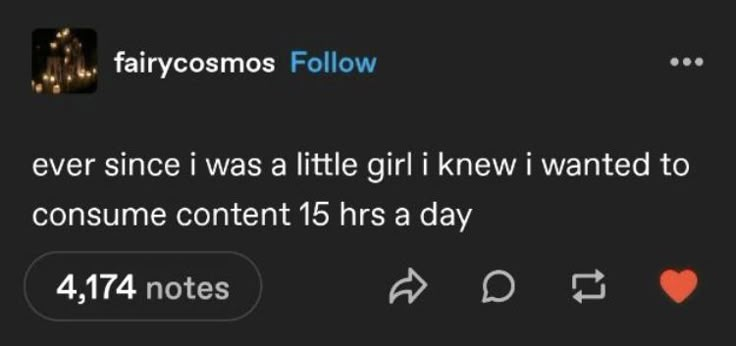 fairycosmos Follow
ever since i was a little girl i knew i wanted to
consume content 15 hrs a day
4,174 notes